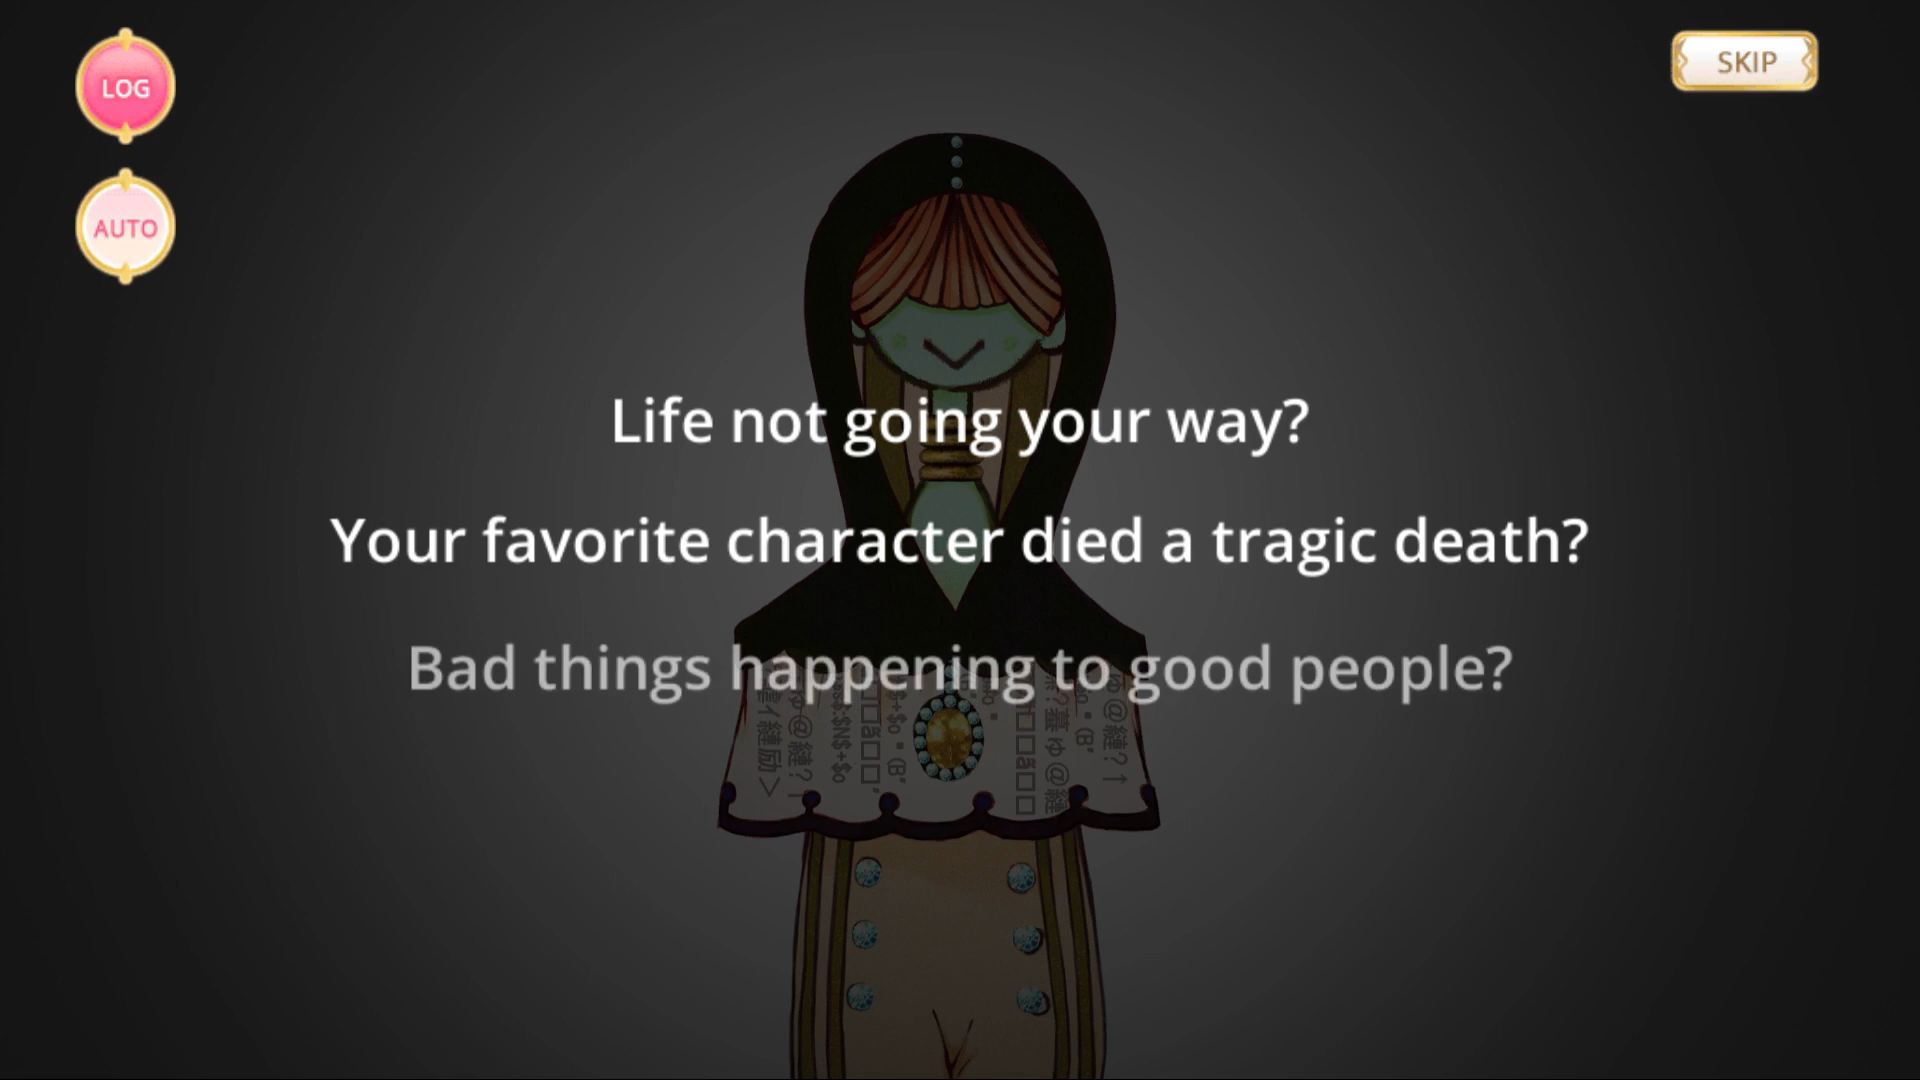 LOG
SKIP
AUTO
Life not going your way?
Your favorite character died a tragic death?
Bad things happening to good people?